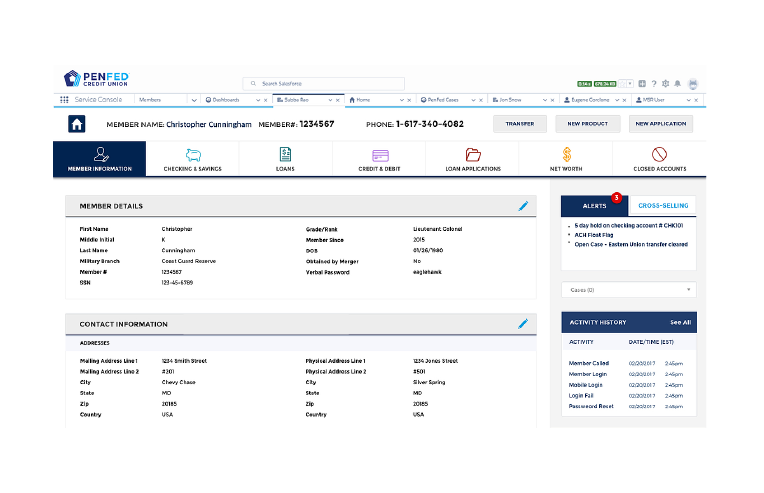 PENFED
CREDIT UNION
Search Salesforce
Service Console Members Dashboards Home PenFed Cases Jon Snow Eugene Corelone MSR User
MEMBER NAME: Christopher Cunningham MEMBER#: 1234567 PHONE: 1-617-340-4082 TRANSFER NEW PRODUCT NEW APPLICATION
MEMBER INFORMATION CHECKING & SAVINGS LOANS CREDIT & DEBIT LOAN APPLICATIONS NET WORTH CLOSED ACCOUNTS
MEMBER DETAILS
First Name Christopher Grade/Rank Lieutenant Colonel
Middle Initial K Member Since 2015
Last Name Cunningham DOB 01/26/1980
Military Branch Coast Guard Reserve Obtained by Merger No
Member # 1234567 Verbal Password eaglehawk
SSN 123-45-6789
CONTACT INFORMATION
ADDRESSES
Mailing Address Line 1 1234 Smith Street Physical Address Line 1 1234 Jones Street
Mailing Address Line 2 #201 Physical Address Line 2 #501
City Chevy Chase City Silver Spring
State MD State MD
Zip 20185 Zip 20185
Country USA Country USA
ALERTS 3 CROSS-SELLING
5 day hold on checking account # CHK101
ACH Float Flag
Open Case - Eastern Union transfer cleared
Cases (0)
ACTIVITY HISTORY See All
ACTIVITY DATE/TIME (EST)
Member Called 02/20/2017 2:45pm
Member Login 02/20/2017 2:45pm
Mobile Login 02/20/2017 2:45pm
Login Fail 02/20/2017 2:45pm
Password Reset 02/20/2017 2:45pm